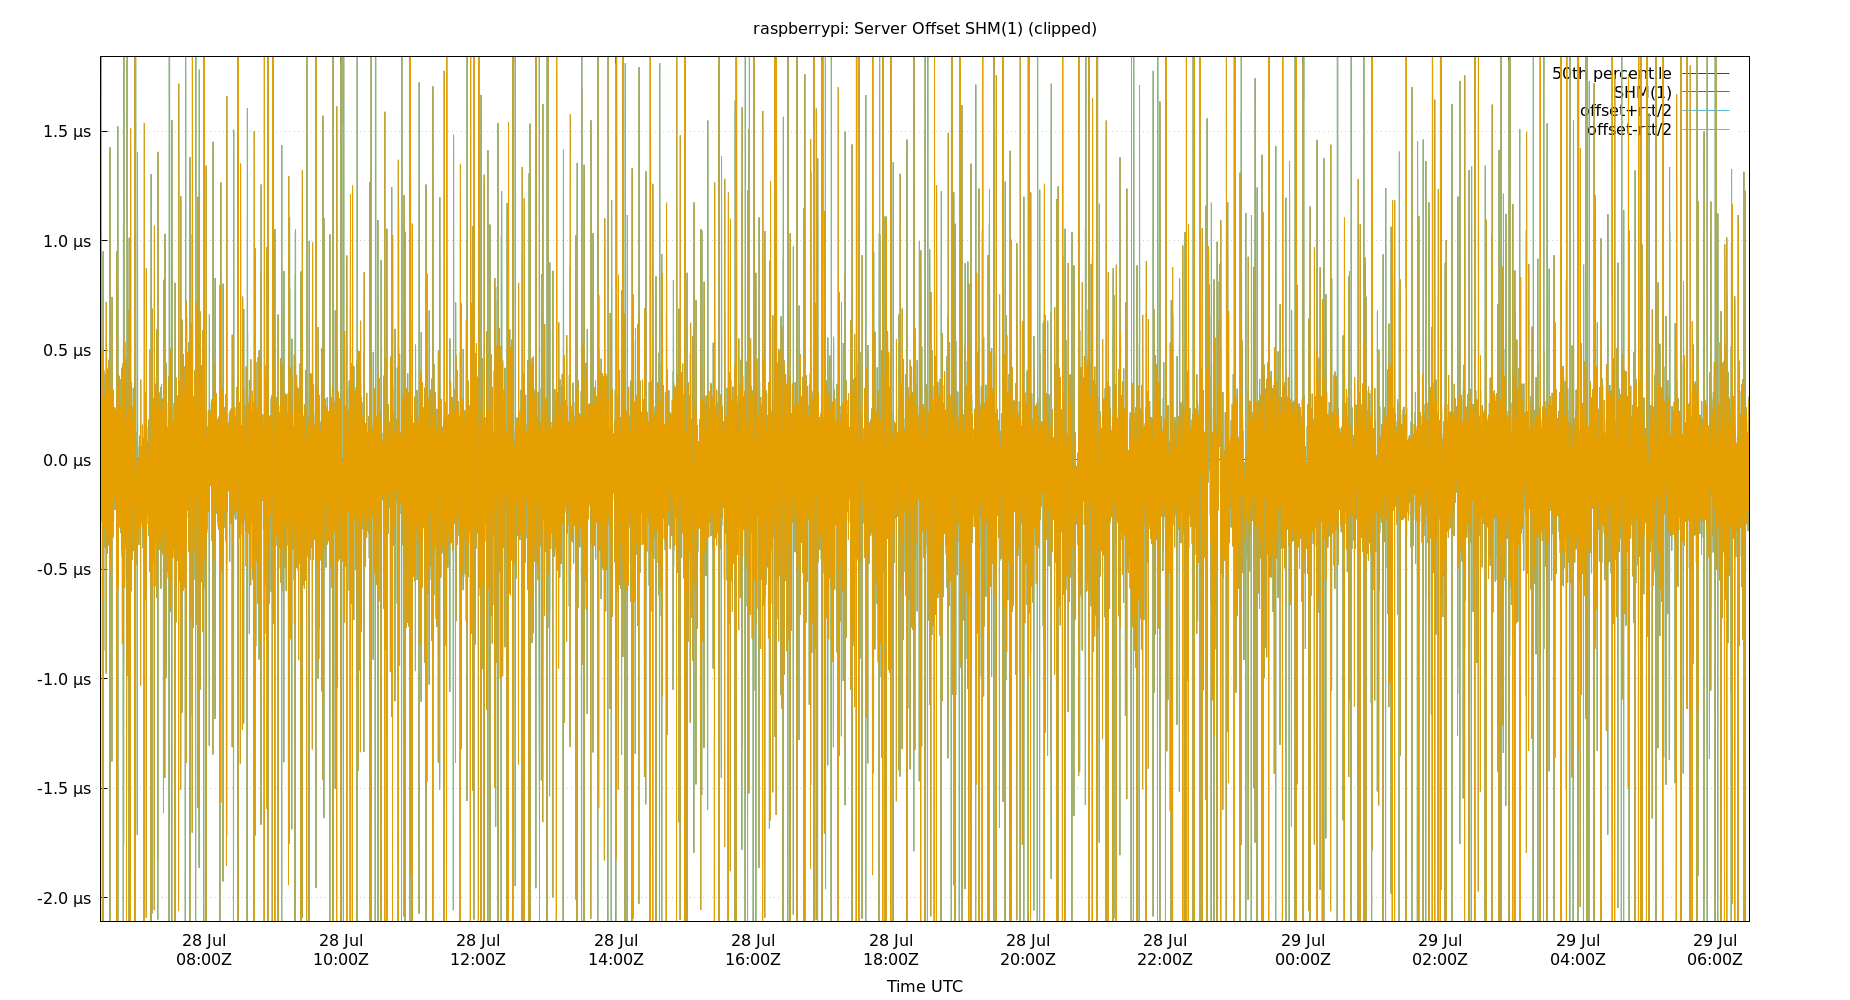 raspberrypi: Server Offset SHM(1) (clipped)
50th percentile
SHM(1)
offset+rtt/2
offset-rtt/2
1.5 µs
1.0 µs
0.5 µs
0.0 µs
-0.5 µs
-1.0 µs
-1.5 µs
-2.0 µs
28 Jul 28 Jul 28 Jul 28 Jul 28 Jul 28 Jul 28 Jul 28 Jul 29 Jul 29 Jul 29 Jul 29 Jul
08:00Z 10:00Z 12:00Z 14:00Z 16:00Z 18:00Z 20:00Z 22:00Z 00:00Z 02:00Z 04:00Z 06:00Z
Time UTC